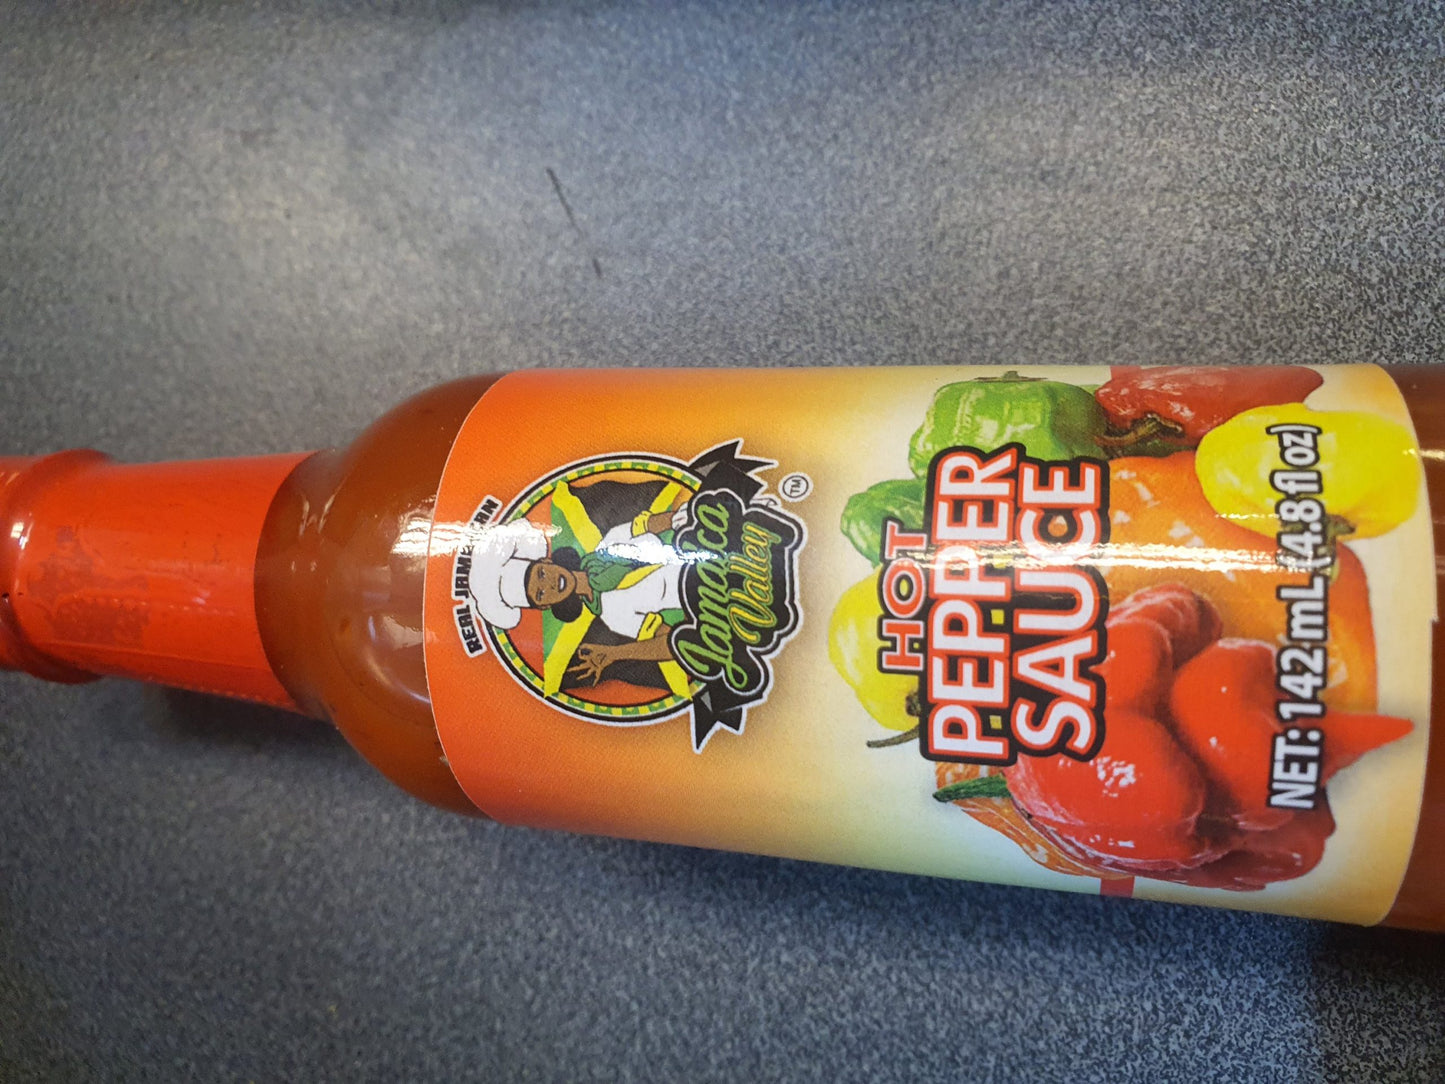 REAL JAMAICAN
Jamaica
Valley
TM
HOT
PEPPER
SAUCE
NET: 142 mL (4.8 fl oz)